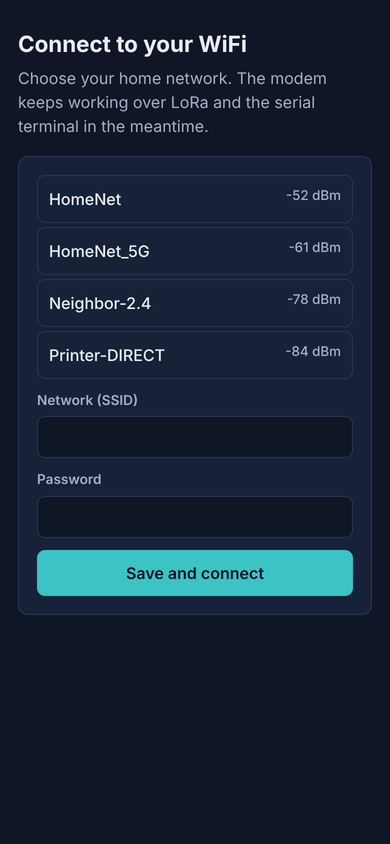 Connect to your WiFi
Choose your home network. The modem
keeps working over LoRa and the serial
terminal in the meantime.
HomeNet -52 dBm
HomeNet_5G -61 dBm
Neighbor-2.4 -78 dBm
Printer-DIRECT -84 dBm
Network (SSID)
Password
Save and connect